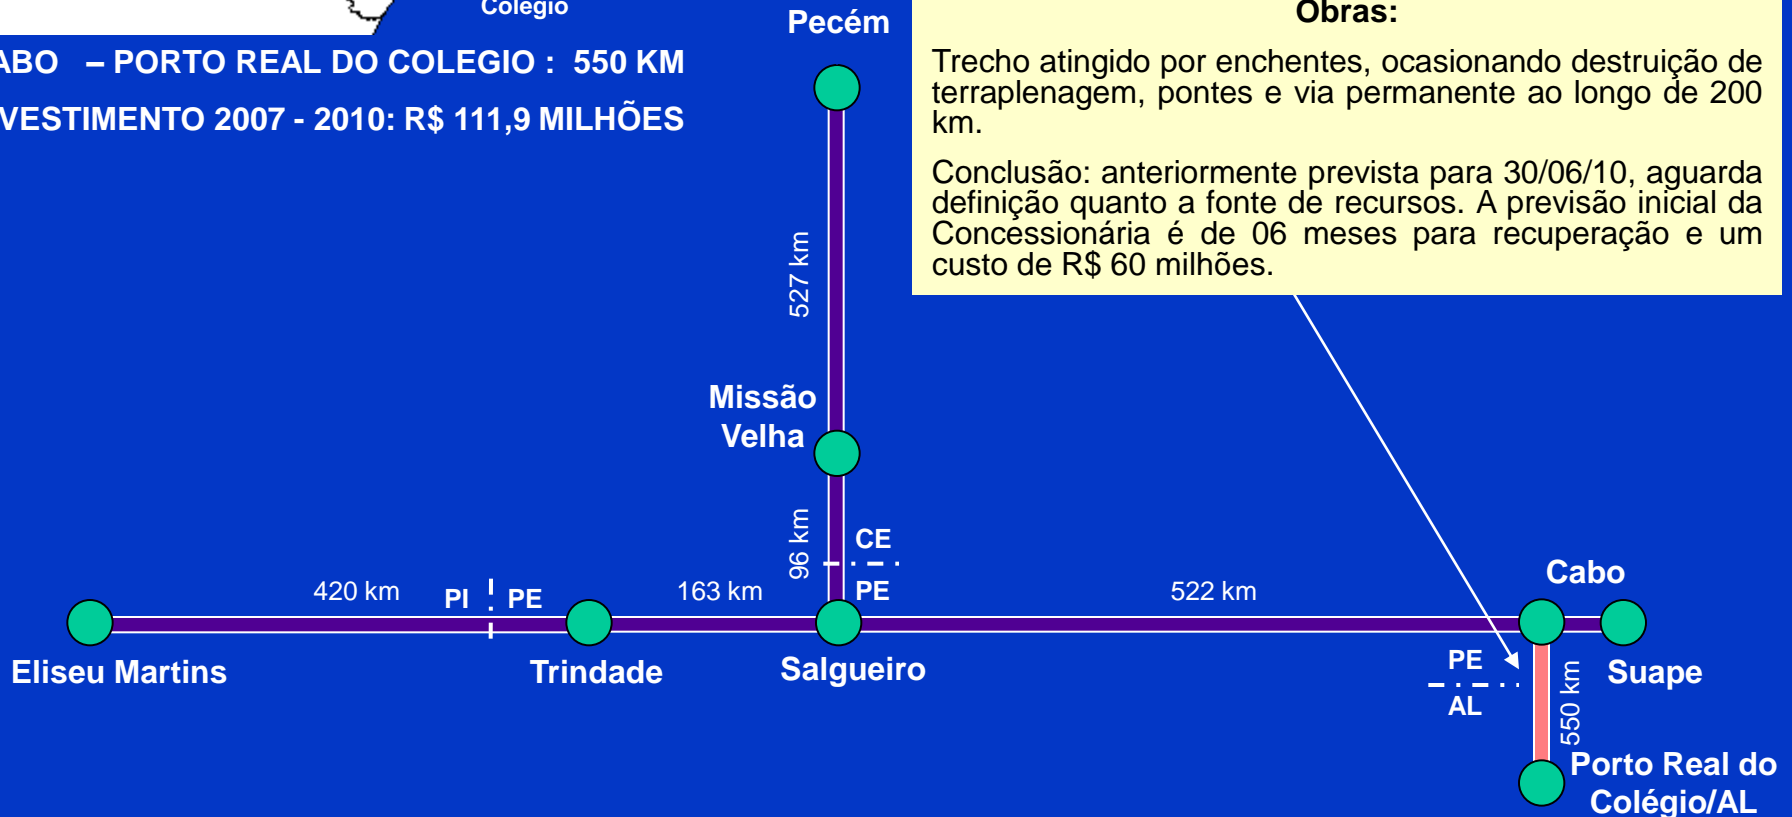 Colégio
ABO – PORTO REAL DO COLEGIO : 550 KM
VESTIMENTO 2007 - 2010: R$ 111,9 MILHÕES
Obras:
Trecho atingido por enchentes, ocasionando destruição de
terraplenagem, pontes e via permanente ao longo de 200
km.
Conclusão: anteriormente prevista para 30/06/10, aguarda
definição quanto a fonte de recursos. A previsão inicial da
Concessionária é de 06 meses para recuperação e um
custo de R$ 60 milhões.
Pecém
527 km
Missão
Velha
96 km
CE
PE
420 km
PI
PE
163 km
522 km
Cabo
Eliseu Martins
Trindade
Salgueiro
PE
AL
550 km
Suape
Porto Real do
Colégio/AL